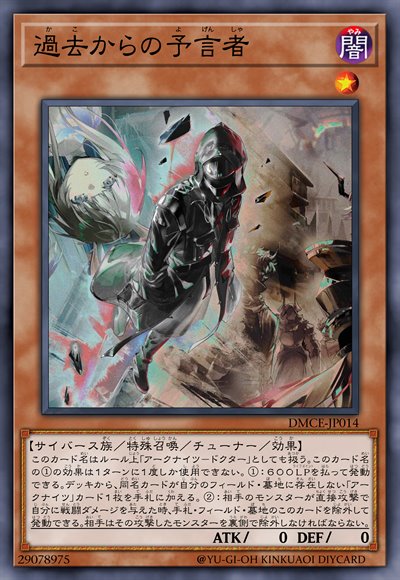 過去からの予言者
かこ よげんしゃ
闇
やみ
DMCE-JP014
【サイバース族／特殊召喚／チューナー／効果】
このカード名はルール上「アークナイツードクター」としても扱う。このカード名
の①の効果は１ターンに１度しか使用できない。①：６００ＬＰを払って発動
できる。デッキから、同名カードが自分のフィールド・墓地に存在しない「アーク
ナイツ」カード１枚を手札に加える。②：相手のモンスターが直接攻撃で
自分に戦闘ダメージを与えた時、手札・フィールド・墓地のこのカードを除外して
発動できる。相手はその攻撃したモンスターを裏側で除外しなければならない。
ATK/ 0 DEF/ 0
29078975 @YU-GI-OH KINKUAOI DIYCARD